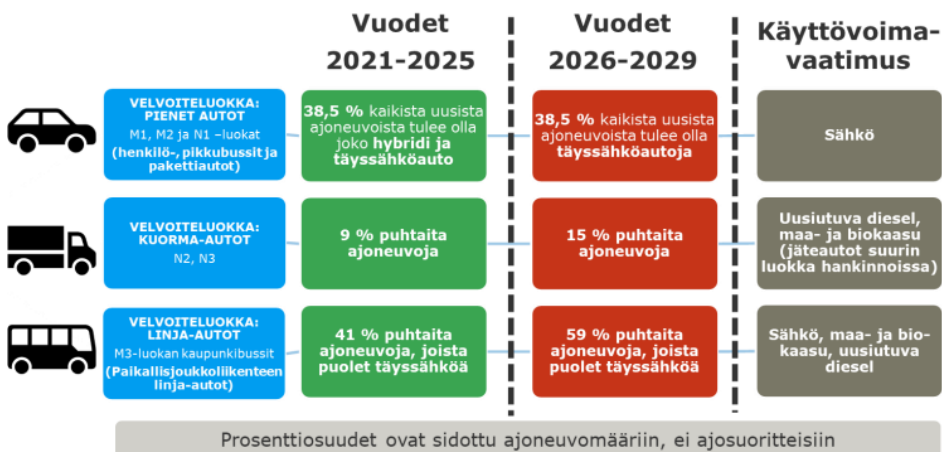 Vuodet
2021-2025
Vuodet
2026-2029
Käyttövoima-
vaatimus
VELVOITELUOKKA:
PIENET AUTOT
M1, M2 ja N1 –luokat
(henkilö-, pikkubussit ja
pakettiautot)
38,5 % kaikista uusista
ajoneuvoista tulee olla
joko hybridi ja
täyssähköauto
38,5 % kaikista uusista
ajoneuvoista tulee olla
täyssähköautoja
Sähkö
VELVOITELUOKKA:
KUORMA-AUTOT
N2, N3
9 % puhtaita
ajoneuvoja
15 % puhtaita
ajoneuvoja
Uusiutuva diesel,
maa- ja biokaasu
(jäteautot suurin
luokka hankinnoissa)
VELVOITELUOKKA:
LINJA-AUTOT
M3-luokan kaupunkibussit
(Paikallisjoukkoliikenteen
linja-autot)
41 % puhtaita
ajoneuvoja, joista
puolet täyssähköä
59 % puhtaita
ajoneuvoja, joista
puolet täyssähköä
Sähkö, maa- ja bio-
kaasu, uusiutuva
diesel
Prosenttiosuudet ovat sidottu ajoneuvomääriin, ei ajosuoritteisiin